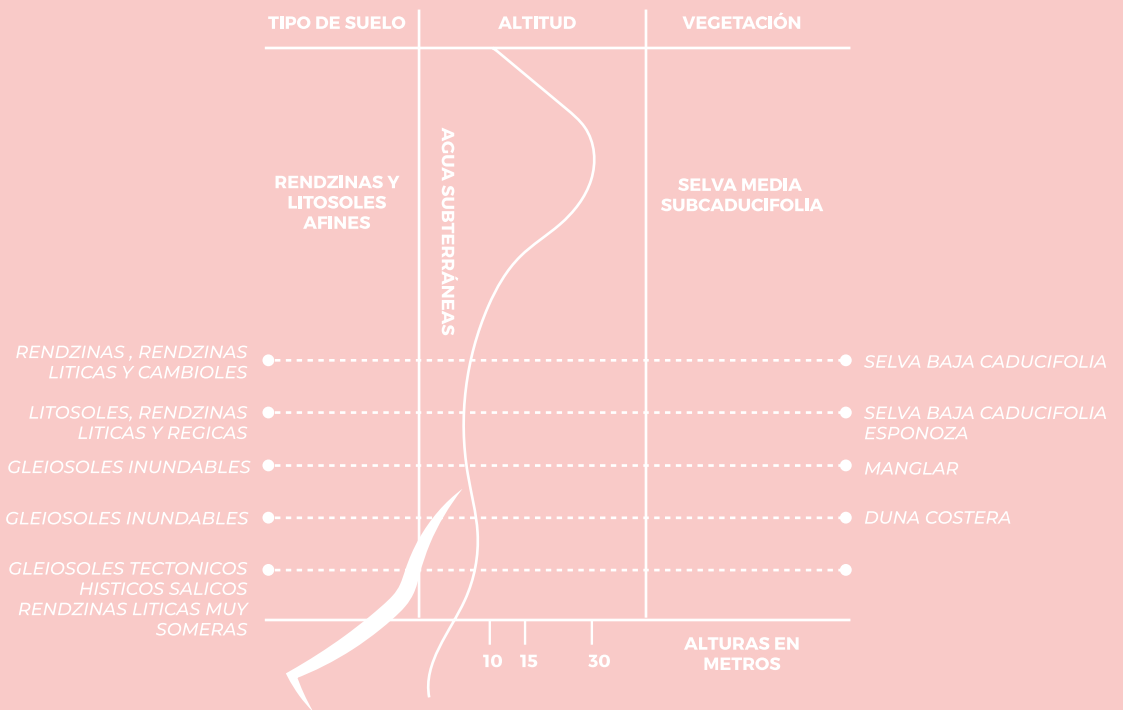 TIPO DE SUELO
ALTITUD
VEGETACIÓN
RENDZINAS Y
LITOSOLES
AFINES
AGUA SUBTERRÁNEAS
SELVA MEDIA
SUBCADUCIFOLIA
RENDZINAS , RENDZINAS
LITICAS Y CAMBIOLES
SELVA BAJA CADUCIFOLIA
LITOSOLES, RENDZINAS
LITICAS Y REGICAS
SELVA BAJA CADUCIFOLIA
ESPONOZA
GLEIOSOLES INUNDABLES
MANGLAR
GLEIOSOLES INUNDABLES
DUNA COSTERA
GLEIOSOLES TECTONICOS
HISTICOS SALICOS
RENDZINAS LITICAS MUY
SOMERAS
10 15 30
ALTURAS EN
METROS